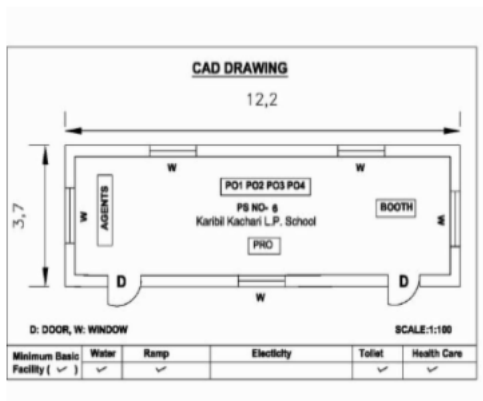 CAD DRAWING
12,2
W W
PO1 PO2 PO3 PO4
AGENTS
W
PS NO- 6
BOOTH
W
3,7
Karibil Kachari L.P. School
PRO
D D
W
D: DOOR, W: WINDOW SCALE:1:100
Minimum Basic Facility ( ✓ ) Water Ramp Electicity Toliet Health Care
✓ ✓ ✓ ✓